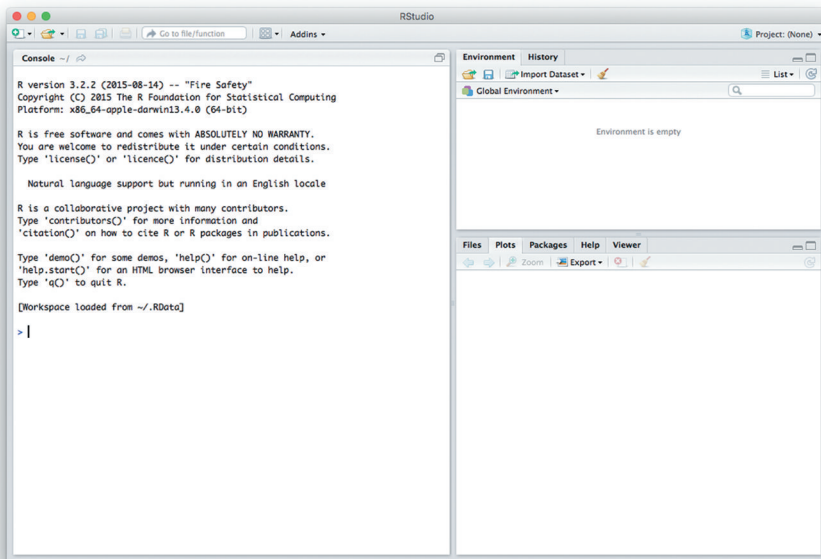 RStudio
Go to file/function
Addins
Project: (None)
Console ~/
R version 3.2.2 (2015-08-14) -- "Fire Safety"
Copyright (C) 2015 The R Foundation for Statistical Computing
Platform: x86_64-apple-darwin13.4.0 (64-bit)
R is free software and comes with ABSOLUTELY NO WARRANTY.
You are welcome to redistribute it under certain conditions.
Type 'license()' or 'licence()' for distribution details.
Natural language support but running in an English locale
R is a collaborative project with many contributors.
Type 'contributors()' for more information and
'citation()' on how to cite R or R packages in publications.
Type 'demo()' for some demos, 'help()' for on-line help, or
'help.start()' for an HTML browser interface to help.
Type 'q()' to quit R.
[Workspace loaded from ~/.RData]
>
Environment History
Import Dataset List
Global Environment
Environment is empty
Files Plots Packages Help Viewer
Zoom Export